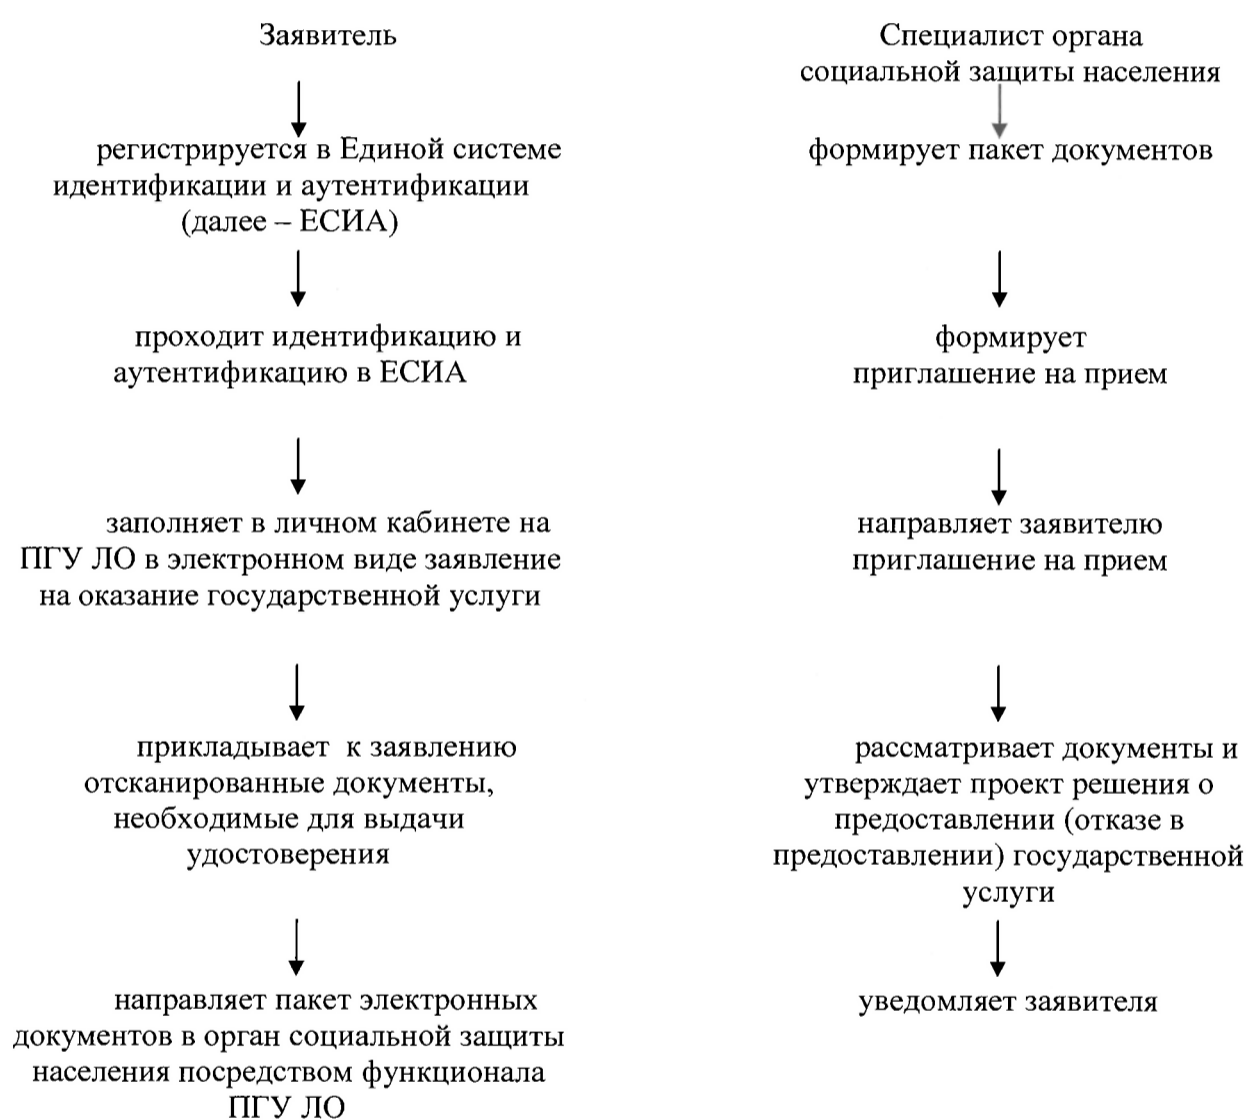 Заявитель
регистрируется в Единой системе
идентификации и аутентификации
(далее – ЕСИА)
проходит идентификацию и
аутентификацию в ЕСИА
заполняет в личном кабинете на
ПГУ ЛО в электронном виде заявление
на оказание государственной услуги
прикладывает к заявлению
отсканированные документы,
необходимые для выдачи
удостоверения
направляет пакет электронных
документов в орган социальной защиты
населения посредством функционала
ПГУ ЛО
Специалист органа
социальной защиты населения
формирует пакет документов
формирует
приглашение на прием
направляет заявителю
приглашение на прием
рассматривает документы и
утверждает проект решения о
предоставлении (отказе в
предоставлении) государственной
услуги
уведомляет заявителя